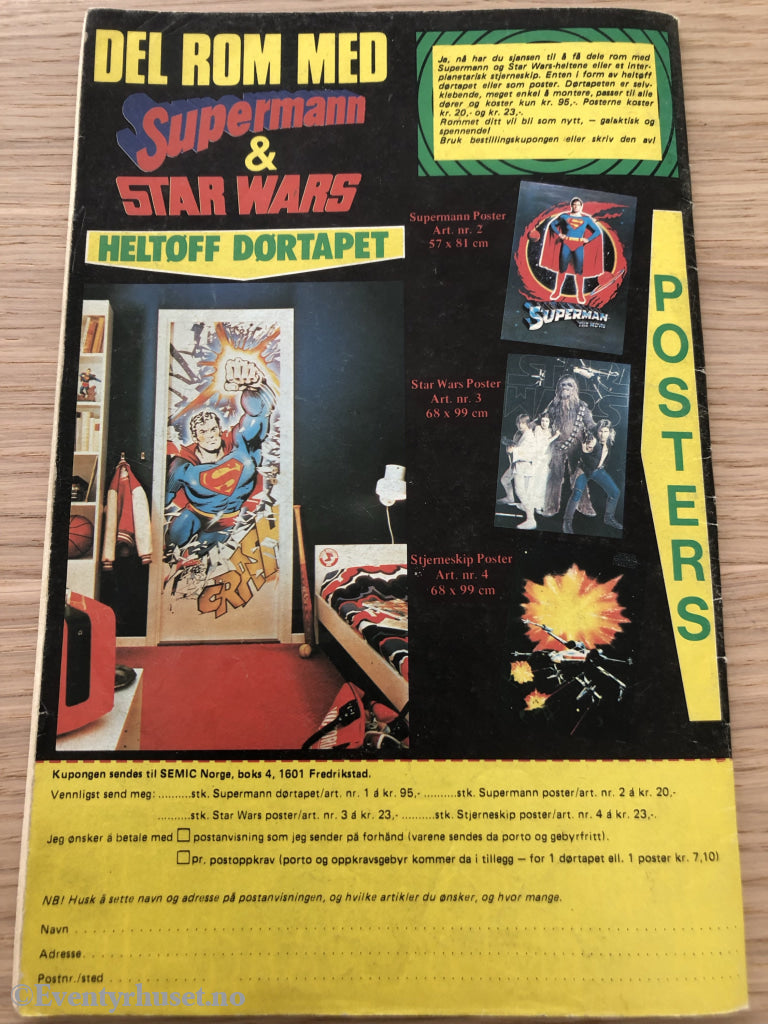 DEL ROM MED
Supermann
&
STAR WARS
HELTØFF DØRTAPET
Ja, nå har du sjansen til å få dele rom med
Supermann og Star Wars-heltene eller et inter-
planetarisk stjerneskip. Enten i form av heltøff
dørtapet eller som poster. Dørtapeten er selv-
klebende, meget enkel å montere, passer til alle
dører og koster kun kr. 95,-. Posterne koster
kr. 20,- og kr. 23,-.
Rommet ditt vil bli som nytt, – galaktisk og
spennende!
Bruk bestillingskupongen eller skriv den av!
Supermann Poster
Art. nr. 2
57 x 81 cm
SUPERMAN
THE MOVIE
Star Wars Poster
Art. nr. 3
68 x 99 cm
STAR
WARS
Stjerneskip Poster
Art. nr. 4
68 x 99 cm
POSTERS
CRASH
Kupongen sendes til SEMIC Norge, boks 4, 1601 Fredrikstad.
Vennligst send meg: ..........stk. Supermann dørtapet/art. nr. 1 á kr. 95,- ..........stk. Supermann poster/art. nr. 2 á kr. 20,-
..........stk. Star Wars poster/art. nr. 3 á kr. 23,- ..........stk. Stjerneskip poster/art. nr. 4 á kr. 23,-.
Jeg ønsker å betale med □ postanvisning som jeg sender på forhånd (varene sendes da porto og gebyrfritt).
□ pr. postoppkrav (porto og oppkravsgebyr kommer da i tillegg – for 1 dørtapet ell. 1 poster kr. 7,10)
NB! Husk å sette navn og adresse på postanvisningen, og hvilke artikler du ønsker, og hvor mange.
Navn
Adresse
Postnr./sted
©Eventyrhuset.no